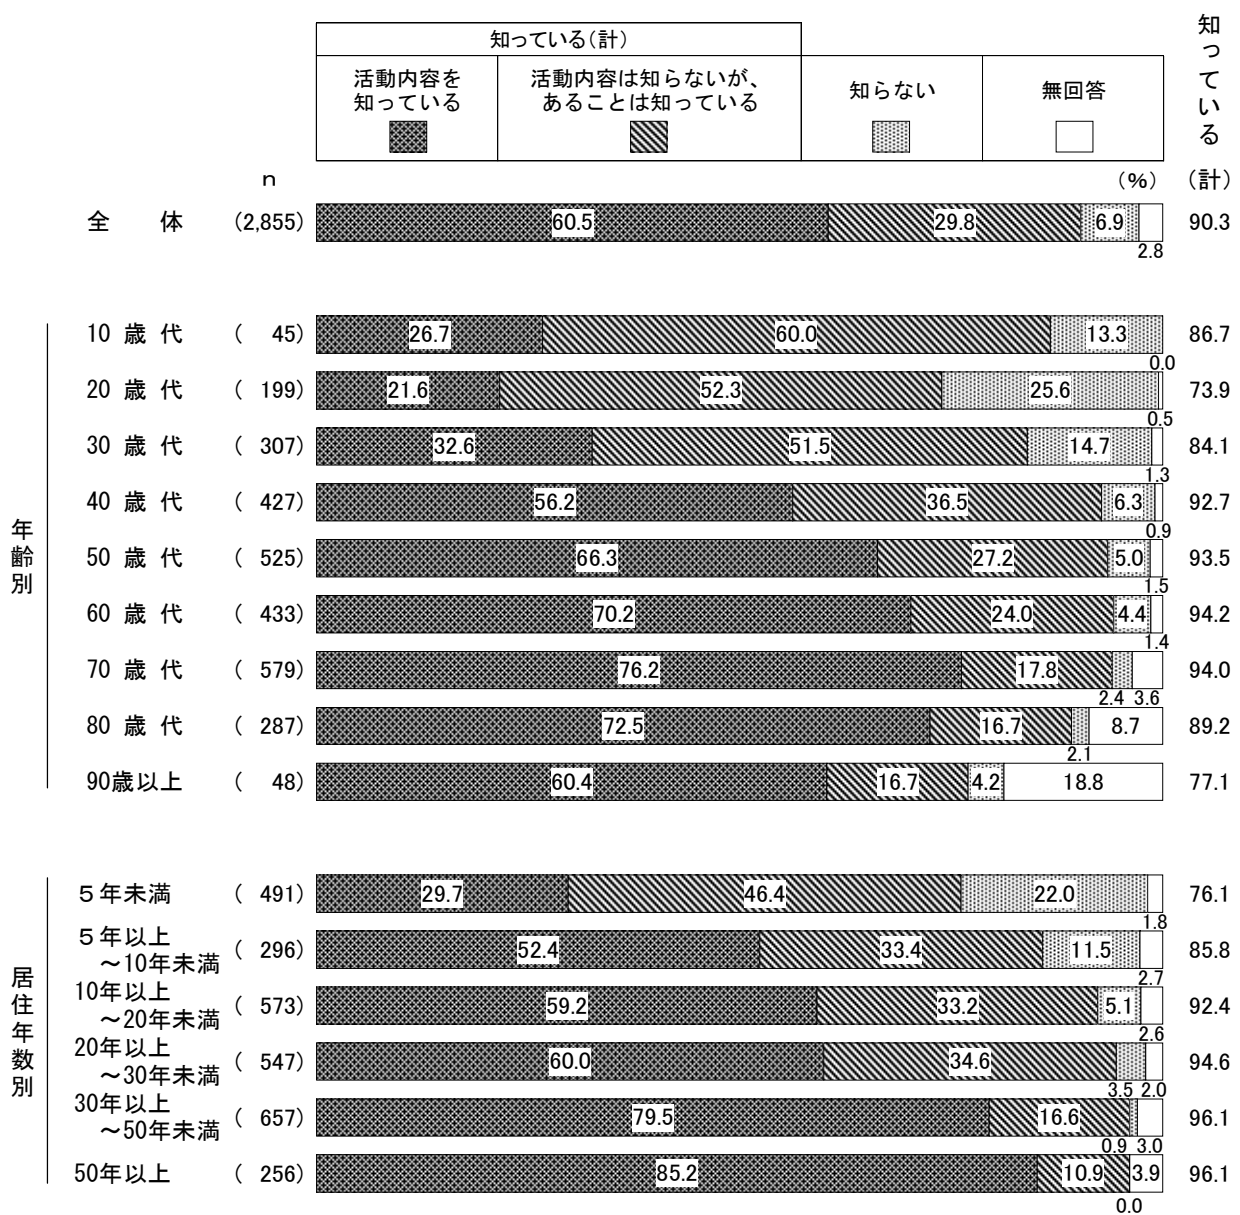 知っている(計)
活動内容を
知っている
活動内容は知らないが、
あることは知っている
知らない
無回答
知っている
n
(%)
(計)
全 体 (2,855) 60.5 29.8 6.9 90.3
2.8
年齢別
10 歳 代 ( 45) 26.7 60.0 13.3 86.7
0.0
20 歳 代 ( 199) 21.6 52.3 25.6 73.9
0.5
30 歳 代 ( 307) 32.6 51.5 14.7 84.1
1.3
40 歳 代 ( 427) 56.2 36.5 6.3 92.7
0.9
50 歳 代 ( 525) 66.3 27.2 5.0 93.5
1.5
60 歳 代 ( 433) 70.2 24.0 4.4 94.2
1.4
70 歳 代 ( 579) 76.2 17.8 94.0
2.4 3.6
80 歳 代 ( 287) 72.5 16.7 8.7 89.2
2.1
90歳以上 ( 48) 60.4 16.7 4.2 18.8 77.1
居住年数別
5年未満 ( 491) 29.7 46.4 22.0 76.1
1.8
5年以上
~10年未満 ( 296) 52.4 33.4 11.5 85.8
2.7
10年以上
~20年未満 ( 573) 59.2 33.2 5.1 92.4
2.6
20年以上
~30年未満 ( 547) 60.0 34.6 94.6
3.5 2.0
30年以上
~50年未満 ( 657) 79.5 16.6 96.1
0.9 3.0
50年以上 ( 256) 85.2 10.9 3.9 96.1
0.0